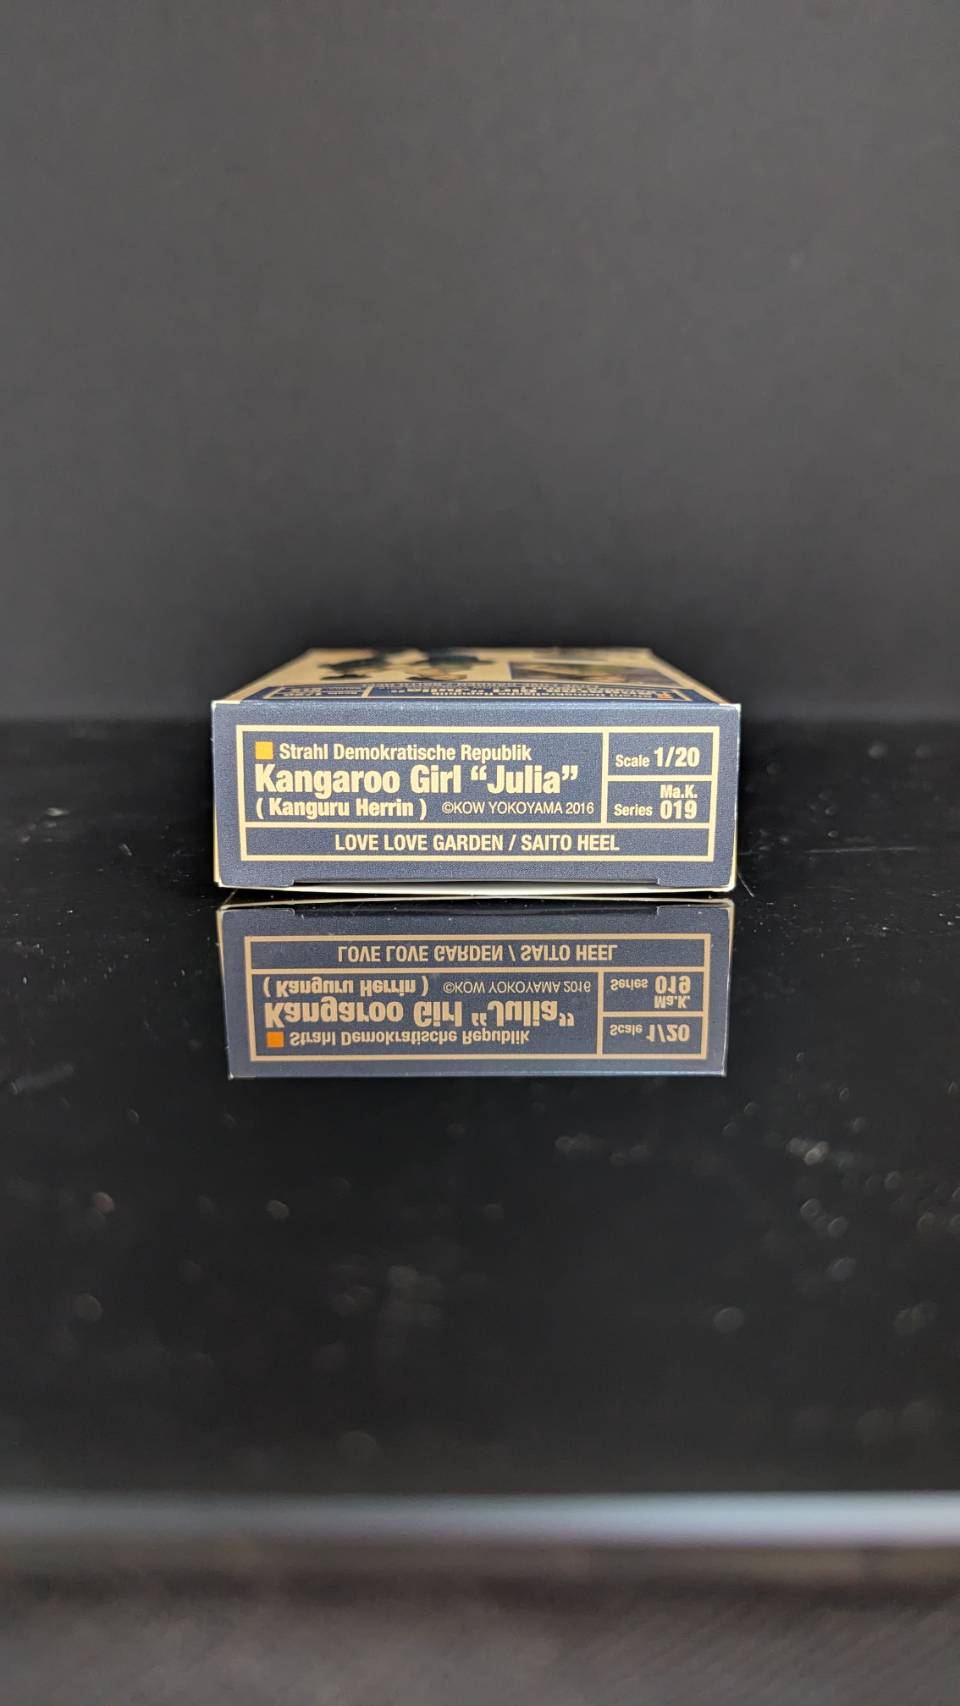 Strahl Demokratische Republik
Kangaroo Girl “Julia”
( Kanguru Herrin ) ©KOW YOKOYAMA 2016
Scale 1/20
Ma.K.
Series 019
LOVE LOVE GARDEN / SAITO HEEL